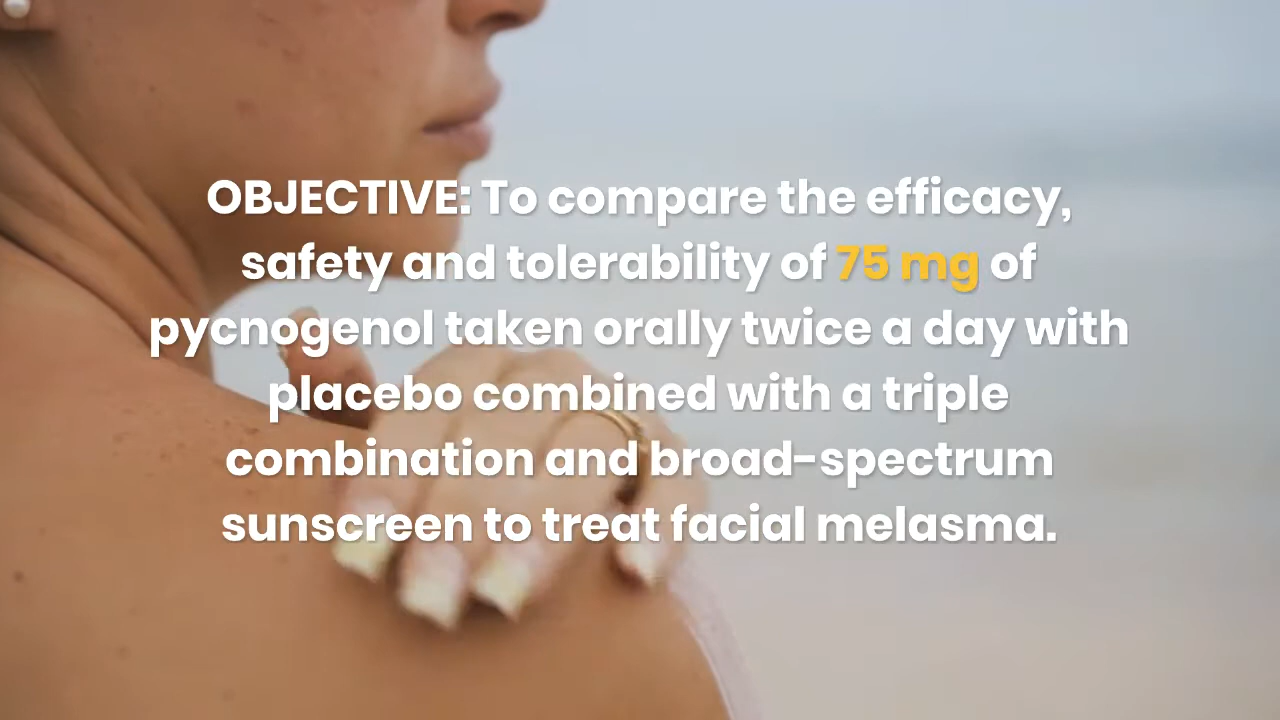 OBJECTIVE: To compare the efficacy,
safety and tolerability of 75 mg of
pycnogenol taken orally twice a day with
placebo combined with a triple
combination and broad-spectrum
sunscreen to treat facial melasma.